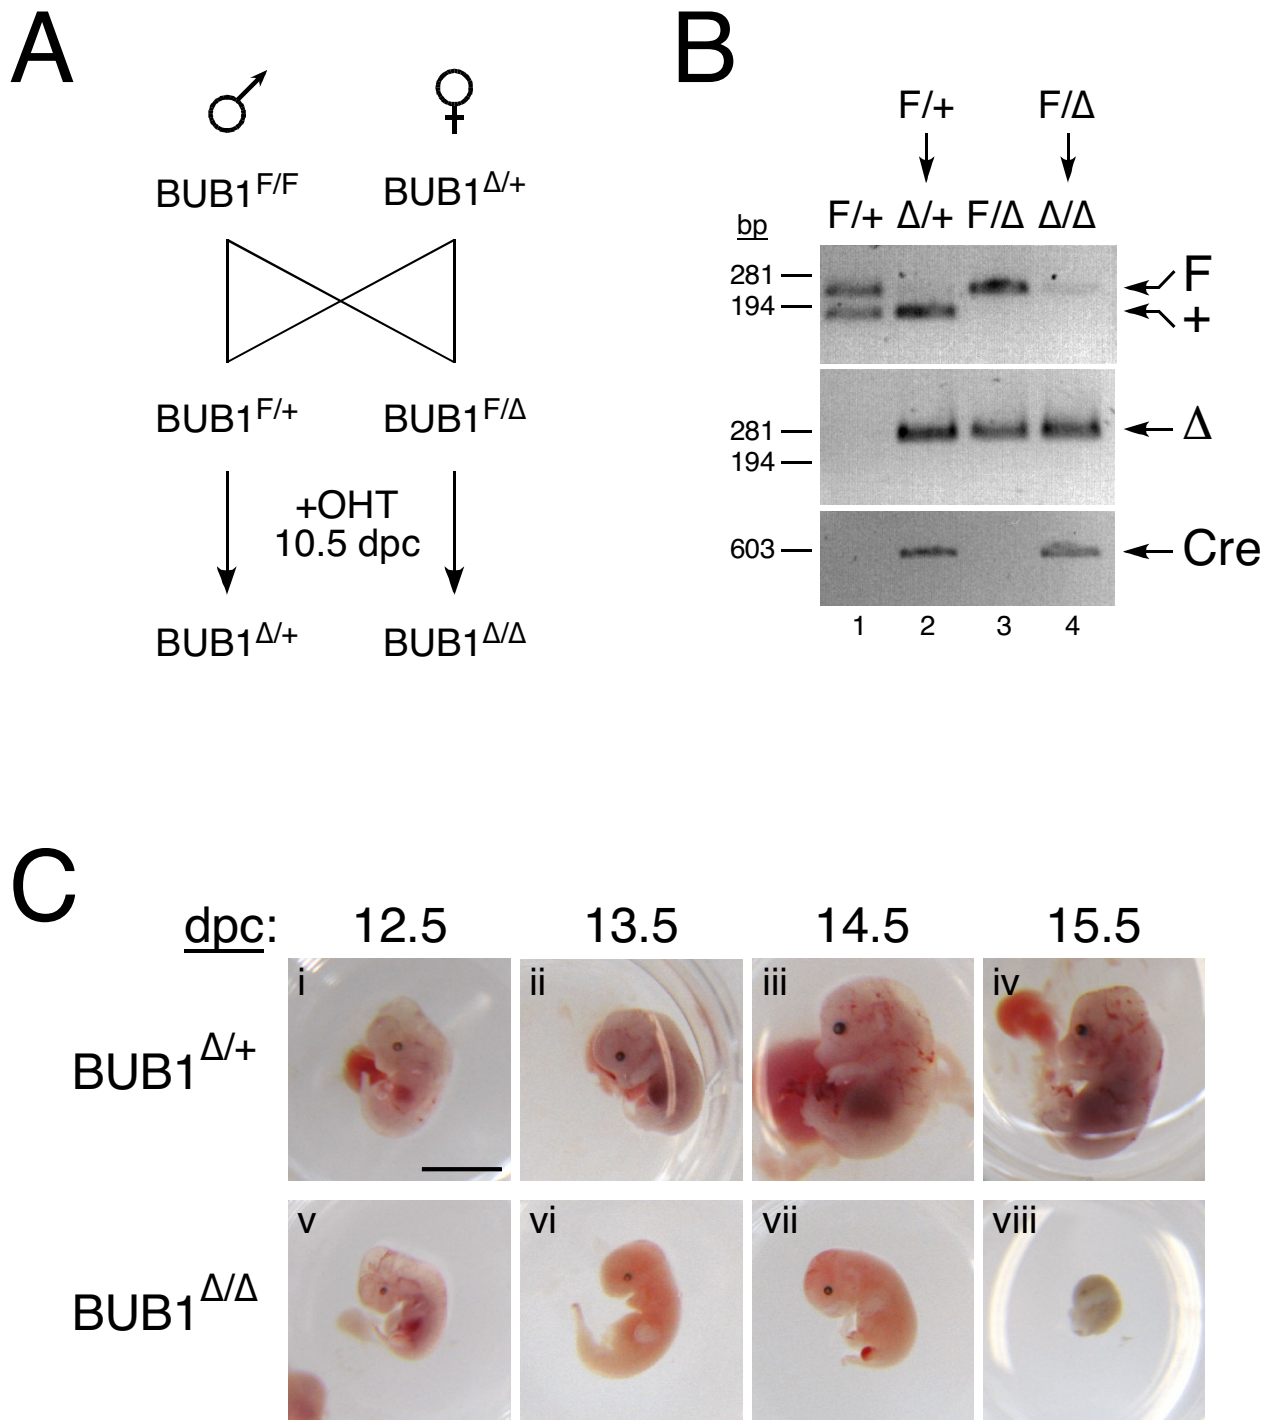 A
♂ ♀
BUB1F/F BUB1Δ/+
BUB1F/+ BUB1F/Δ
+OHT
10.5 dpc
BUB1Δ/+ BUB1Δ/Δ
B
F/+ F/Δ
bp F/+ Δ/+ F/Δ Δ/Δ
281 F
194 +
281 Δ
194
603 Cre
1 2 3 4
C
dpc: 12.5 13.5 14.5 15.5
i ii iii iv
BUB1Δ/+
v vi vii viii
BUB1Δ/Δ